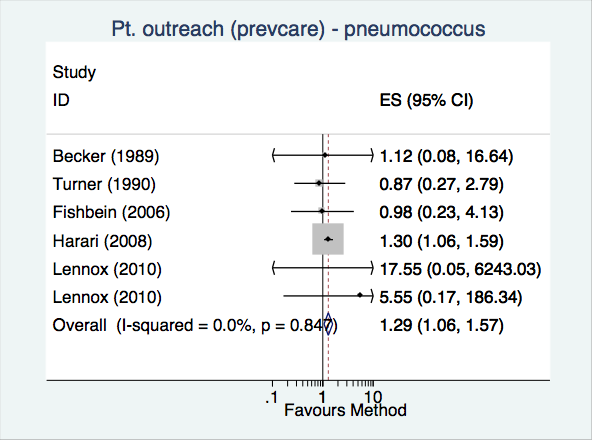 Pt. outreach (prevcare) - pneumococcus
Study
ID ES (95% CI)
Becker (1989) 1.12 (0.08, 16.64)
Turner (1990) 0.87 (0.27, 2.79)
Fishbein (2006) 0.98 (0.23, 4.13)
Harari (2008) 1.30 (1.06, 1.59)
Lennox (2010) 17.55 (0.05, 6243.03)
Lennox (2010) 5.55 (0.17, 186.34)
Overall (I-squared = 0.0%, p = 0.847) 1.29 (1.06, 1.57)
.1 1 10
Favours Method